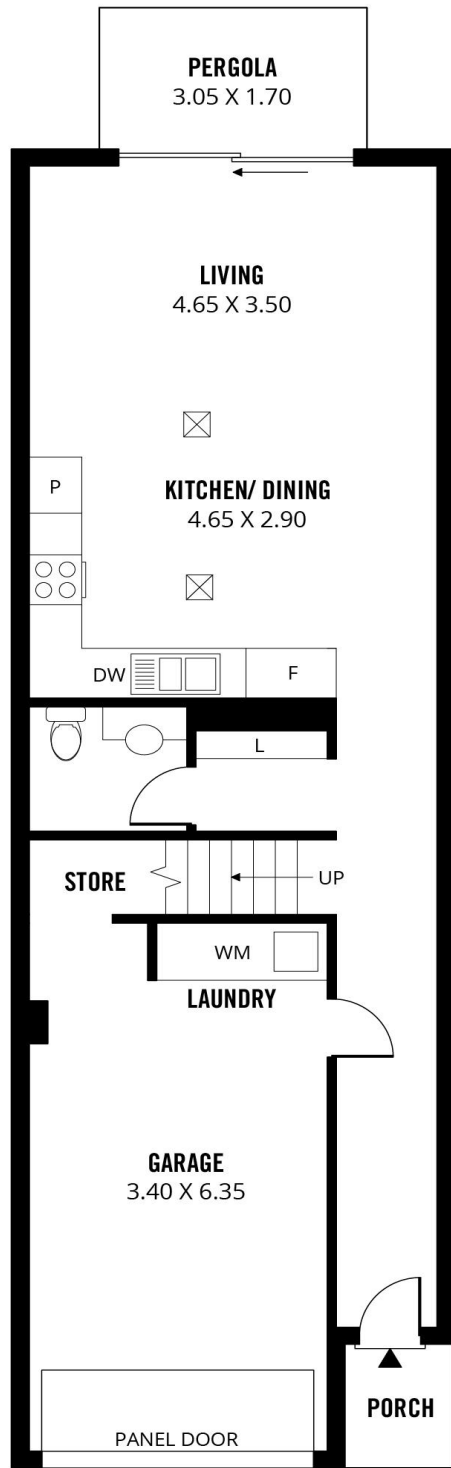 PERGOLA
3.05 X 1.70
LIVING
4.65 X 3.50
P
KITCHEN/ DINING
4.65 X 2.90
DW
F
L
STORE
UP
WM
LAUNDRY
GARAGE
3.40 X 6.35
PORCH
PANEL DOOR